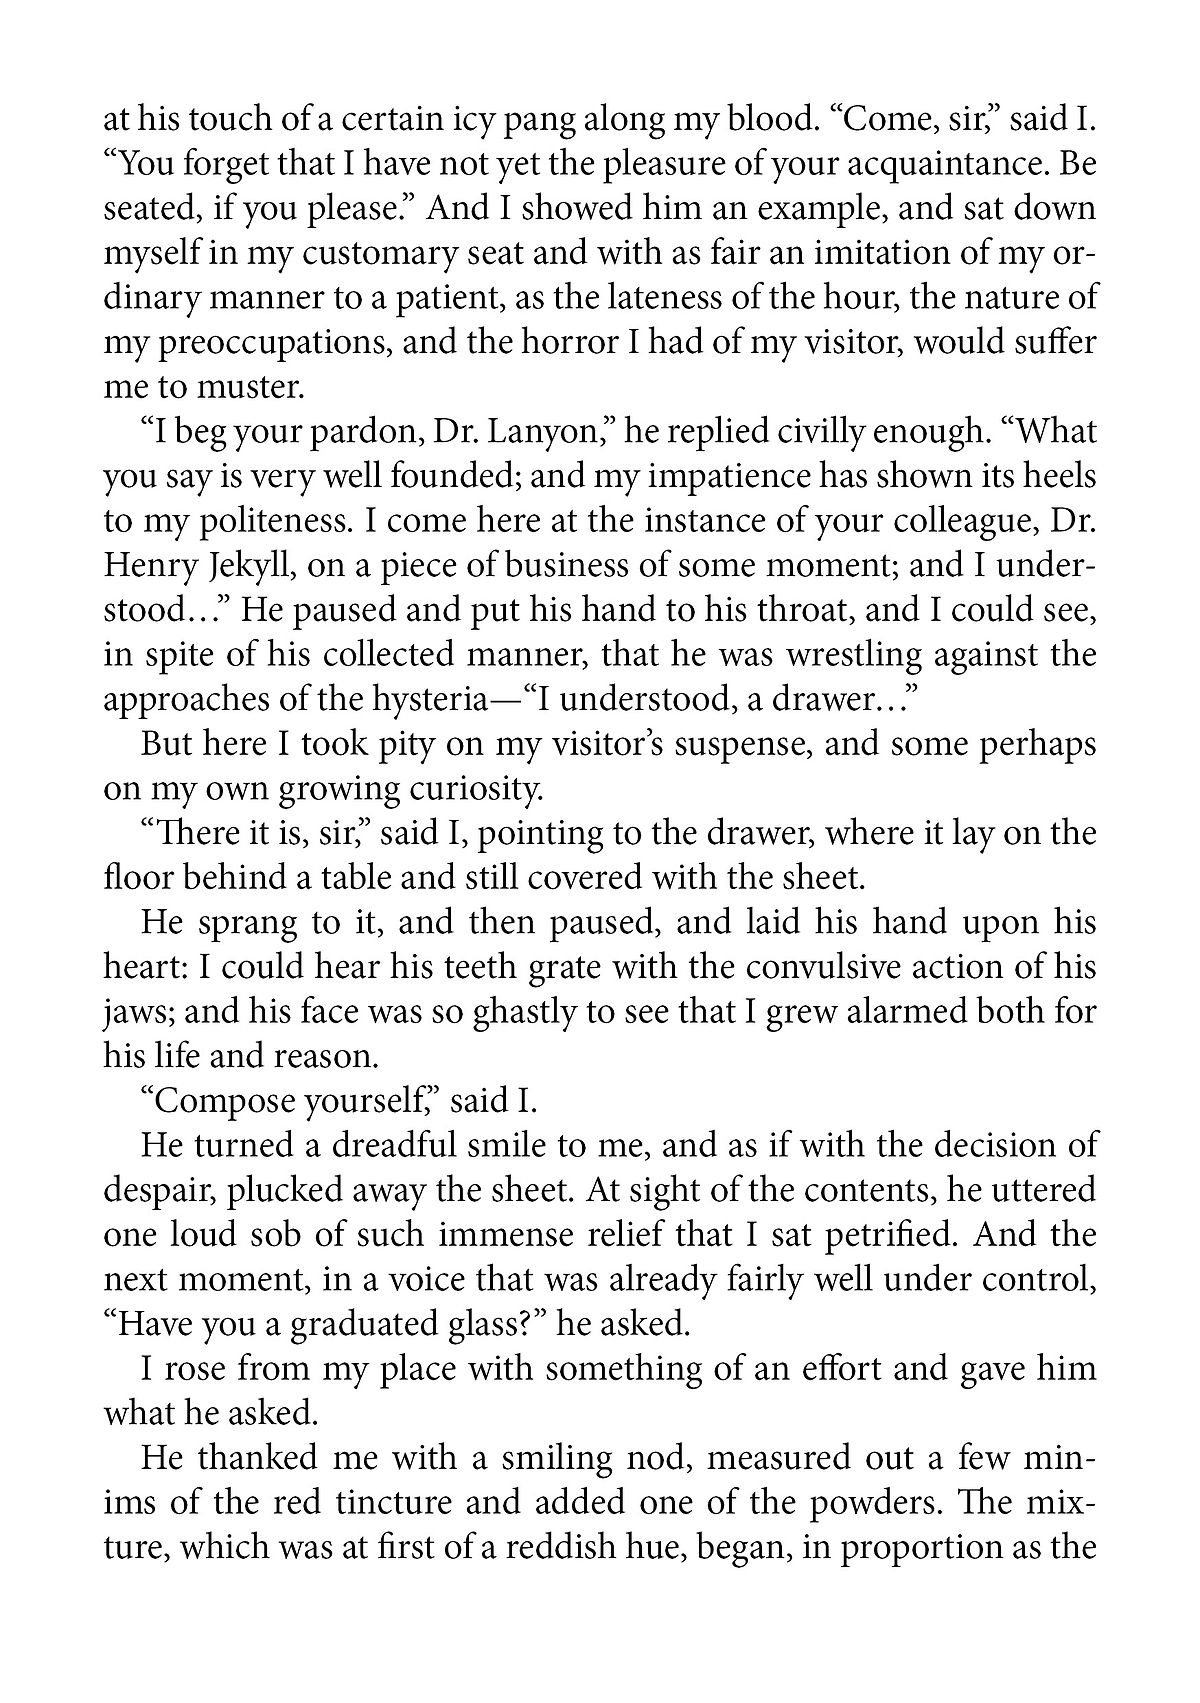 at his touch of a certain icy pang along my blood. “Come, sir,” said I.
“You forget that I have not yet the pleasure of your acquaintance. Be
seated, if you please.” And I showed him an example, and sat down
myself in my customary seat and with as fair an imitation of my or-
dinary manner to a patient, as the lateness of the hour, the nature of
my preoccupations, and the horror I had of my visitor, would suffer
me to muster.
“I beg your pardon, Dr. Lanyon,” he replied civilly enough. “What
you say is very well founded; and my impatience has shown its heels
to my politeness. I come here at the instance of your colleague, Dr.
Henry Jekyll, on a piece of business of some moment; and I under-
stood…” He paused and put his hand to his throat, and I could see,
in spite of his collected manner, that he was wrestling against the
approaches of the hysteria—“I understood, a drawer…”
But here I took pity on my visitor’s suspense, and some perhaps
on my own growing curiosity.
“There it is, sir,” said I, pointing to the drawer, where it lay on the
floor behind a table and still covered with the sheet.
He sprang to it, and then paused, and laid his hand upon his
heart: I could hear his teeth grate with the convulsive action of his
jaws; and his face was so ghastly to see that I grew alarmed both for
his life and reason.
“Compose yourself,” said I.
He turned a dreadful smile to me, and as if with the decision of
despair, plucked away the sheet. At sight of the contents, he uttered
one loud sob of such immense relief that I sat petrified. And the
next moment, in a voice that was already fairly well under control,
“Have you a graduated glass?” he asked.
I rose from my place with something of an effort and gave him
what he asked.
He thanked me with a smiling nod, measured out a few min-
ims of the red tincture and added one of the powders. The mix-
ture, which was at first of a reddish hue, began, in proportion as the